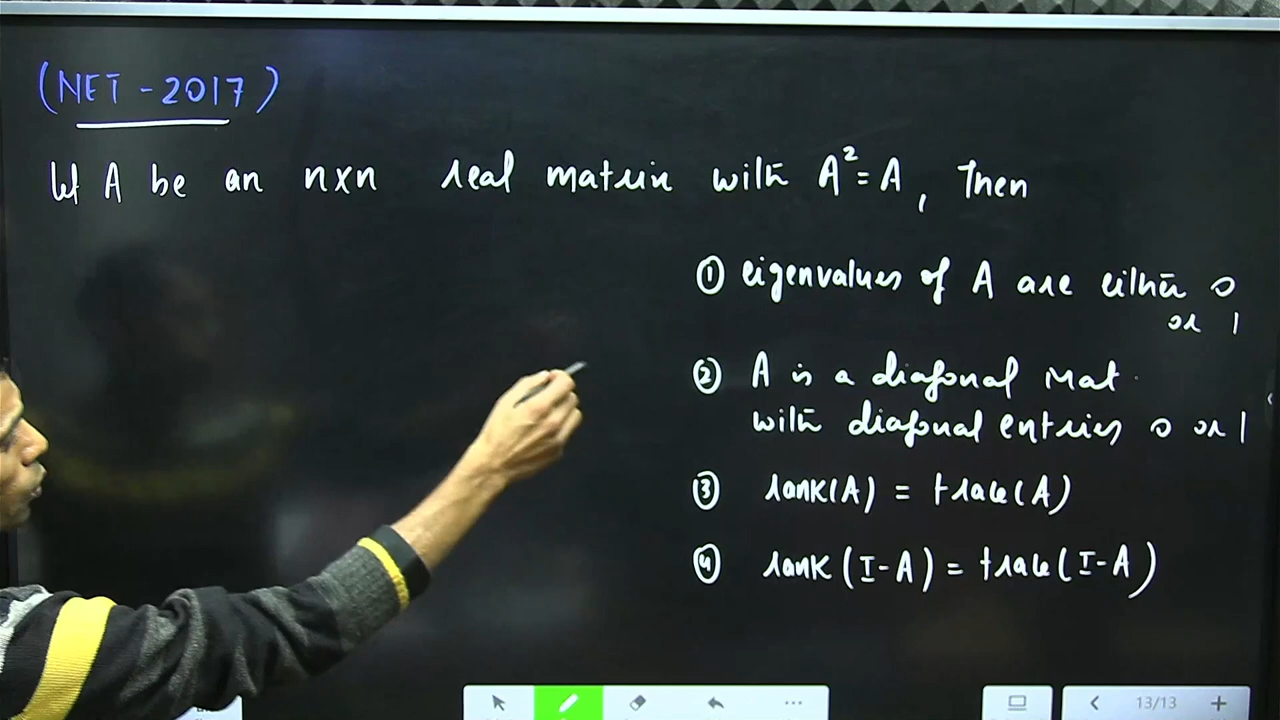 (NET - 2017)
Let A be an n×n real matrix with A² = A, Then
① eigenvalues of A are either 0
or 1
② A is a diagonal Mat.
with diagonal entries 0 or 1
③ rank(A) = trace(A)
④ rank(I-A) = trace(I-A)
13/13